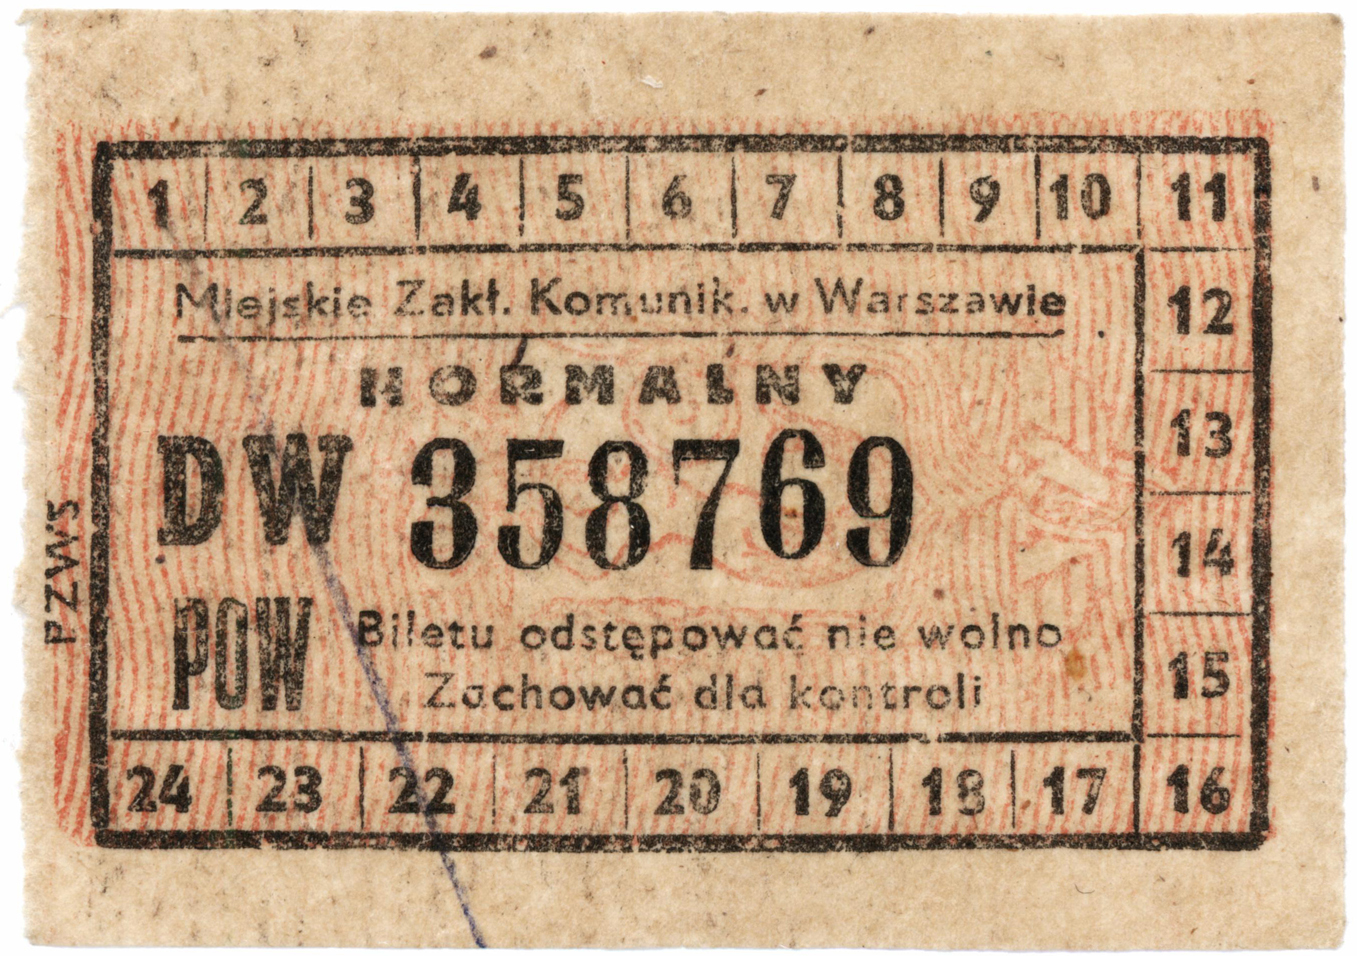 1 2 3 4 5 6 7 8 9 10 11
Miejskie Zakł. Komunik. w Warszawie
12
NORMALNY
13
DW 358769
PZWS
14
POW
Biletu odstępować nie wolno
Zachować dla kontroli
15
24 23 22 21 20 19 18 17 16